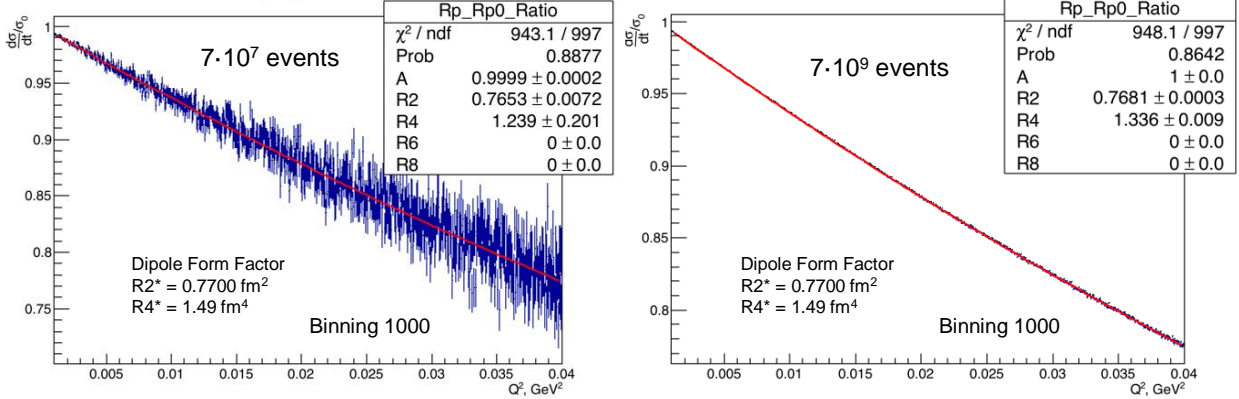 Rp_Rp0_Ratio
χ² / ndf 943.1 / 997
Prob 0.8877
A 0.9999 ± 0.0002
R2 0.7653 ± 0.0072
R4 1.239 ± 0.201
R6 0 ± 0.0
R8 0 ± 0.0
dσ/dt/σ₀
7·10⁷ events
1
0.95
0.9
0.85
0.8
0.75
Dipole Form Factor
R2* = 0.7700 fm²
R4* = 1.49 fm⁴
Binning 1000
0.005 0.01 0.015 0.02 0.025 0.03 0.035 0.04
Q², GeV²
Rp_Rp0_Ratio
χ² / ndf 948.1 / 997
Prob 0.8642
A 1 ± 0.0
R2 0.7681 ± 0.0003
R4 1.336 ± 0.009
R6 0 ± 0.0
R8 0 ± 0.0
dσ/dt/σ₀
7·10⁹ events
1
0.95
0.9
0.85
0.8
Dipole Form Factor
R2* = 0.7700 fm²
R4* = 1.49 fm⁴
Binning 1000
0.005 0.01 0.015 0.02 0.025 0.03 0.035 0.04
Q², GeV²